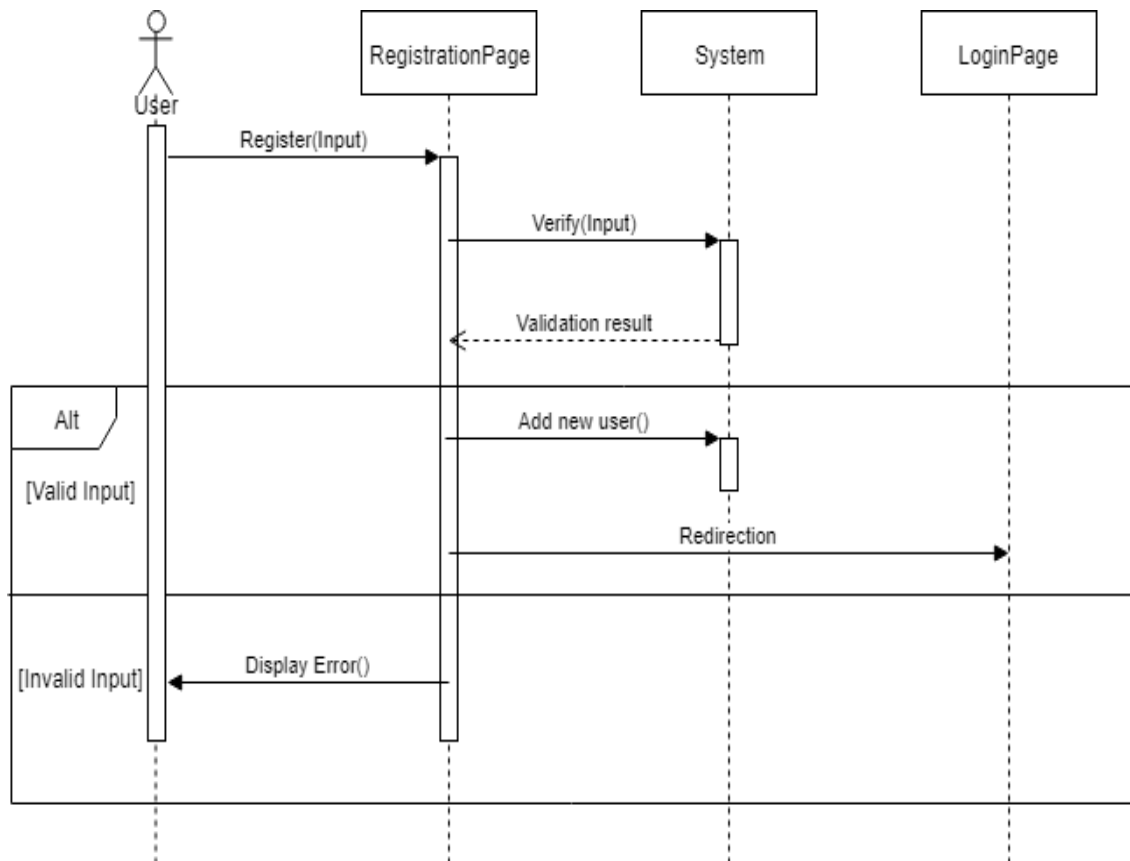 RegistrationPage
System
LoginPage
User
Register(Input)
Verify(Input)
Validation result
Alt
Add new user()
[Valid Input]
Redirection
[Invalid Input]
Display Error()